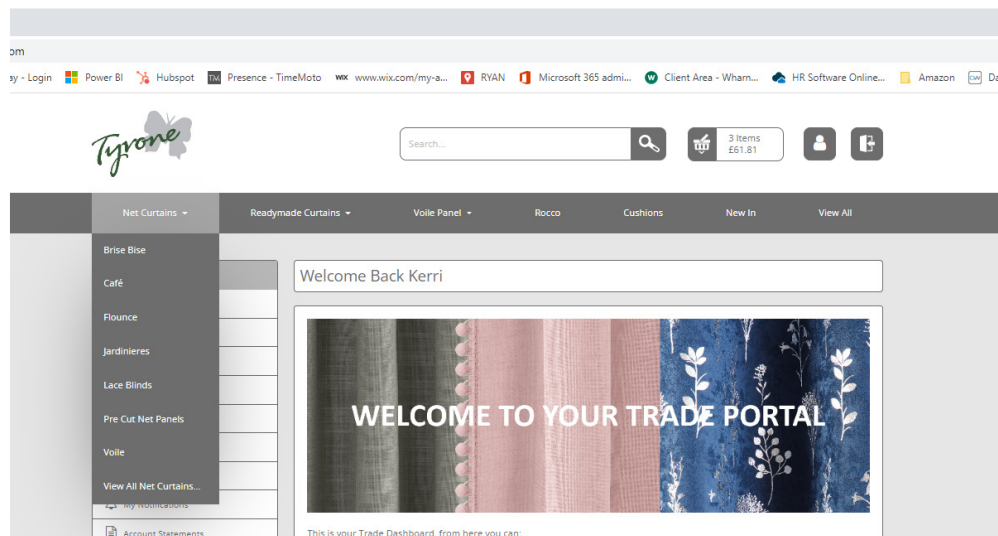 om
ay - Login Power BI Hubspot TM Presence - TimeMoto WIX www.wix.com/my-a... RYAN Microsoft 365 admi... W Client Area - Wharn... HR Software Online... Amazon CW Da
Tyrone
Search...
3 Items
£61.81
Net Curtains Readymade Curtains Voile Panel Rocco Cushions New In View All
Brise Bise
Café
Flounce
Jardinieres
Lace Blinds
Pre Cut Net Panels
Voile
View All Net Curtains...
My Notifications
Account Statements
Welcome Back Kerri
WELCOME TO YOUR TRADE PORTAL
This is your Trade Dashboard, from here you can: